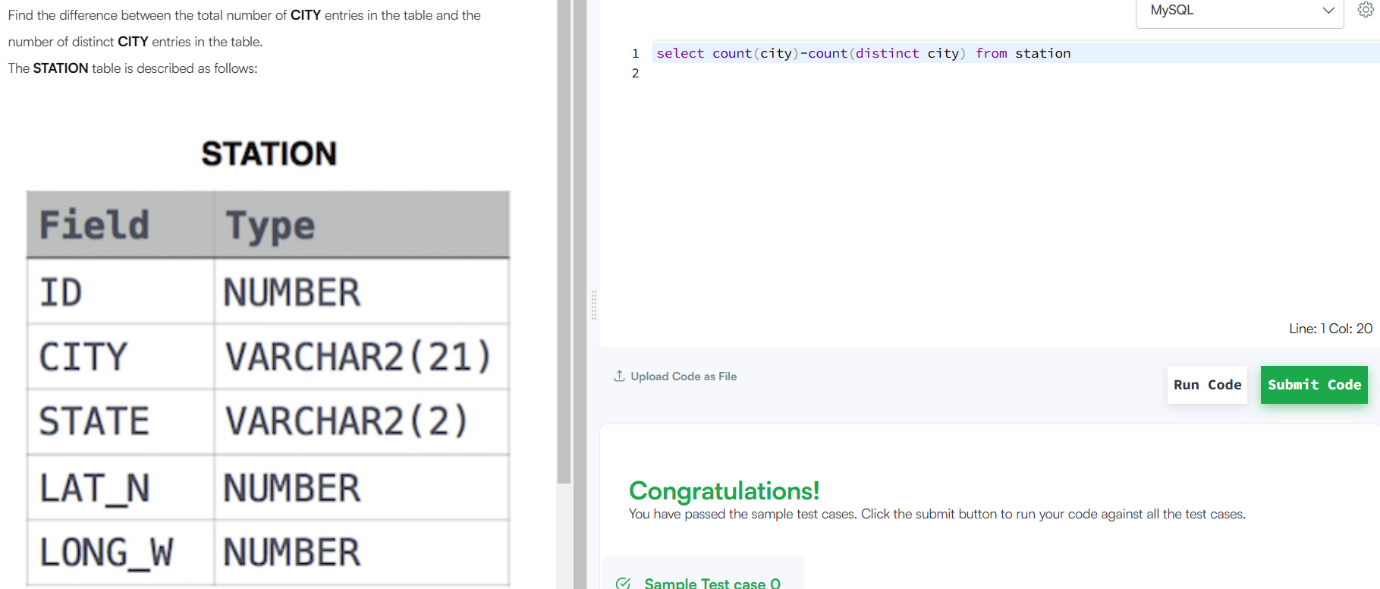 Find the difference between the total number of CITY entries in the table and the
number of distinct CITY entries in the table.
The STATION table is described as follows:
STATION
Field Type
ID NUMBER
CITY VARCHAR2(21)
STATE VARCHAR2(2)
LAT_N NUMBER
LONG_W NUMBER
MySQL
1 select count(city)-count(distinct city) from station
2
Line: 1 Col: 20
Upload Code as File
Run Code
Submit Code
Congratulations!
You have passed the sample test cases. Click the submit button to run your code against all the test cases.
Sample Test case 0